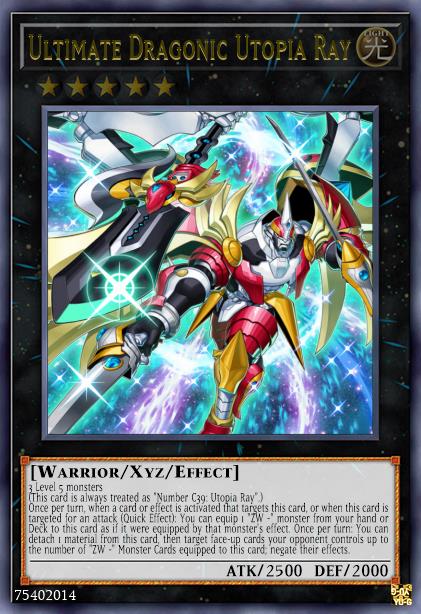 Ultimate Dragonic Utopia Ray
LIGHT
光
[Warrior/Xyz/Effect]
3 Level 5 monsters
(This card is always treated as "Number C39: Utopia Ray".)
Once per turn, when a card or effect is activated that targets this card, or when this card is
targeted for an attack (Quick Effect): You can equip 1 "ZW -" monster from your hand or
Deck to this card as if it were equipped by that monster's effect. Once per turn: You can
detach 1 material from this card, then target face-up cards your opponent controls up to
the number of "ZW -" Monster Cards equipped to this card; negate their effects.
ATK/2500 DEF/2000
75402014